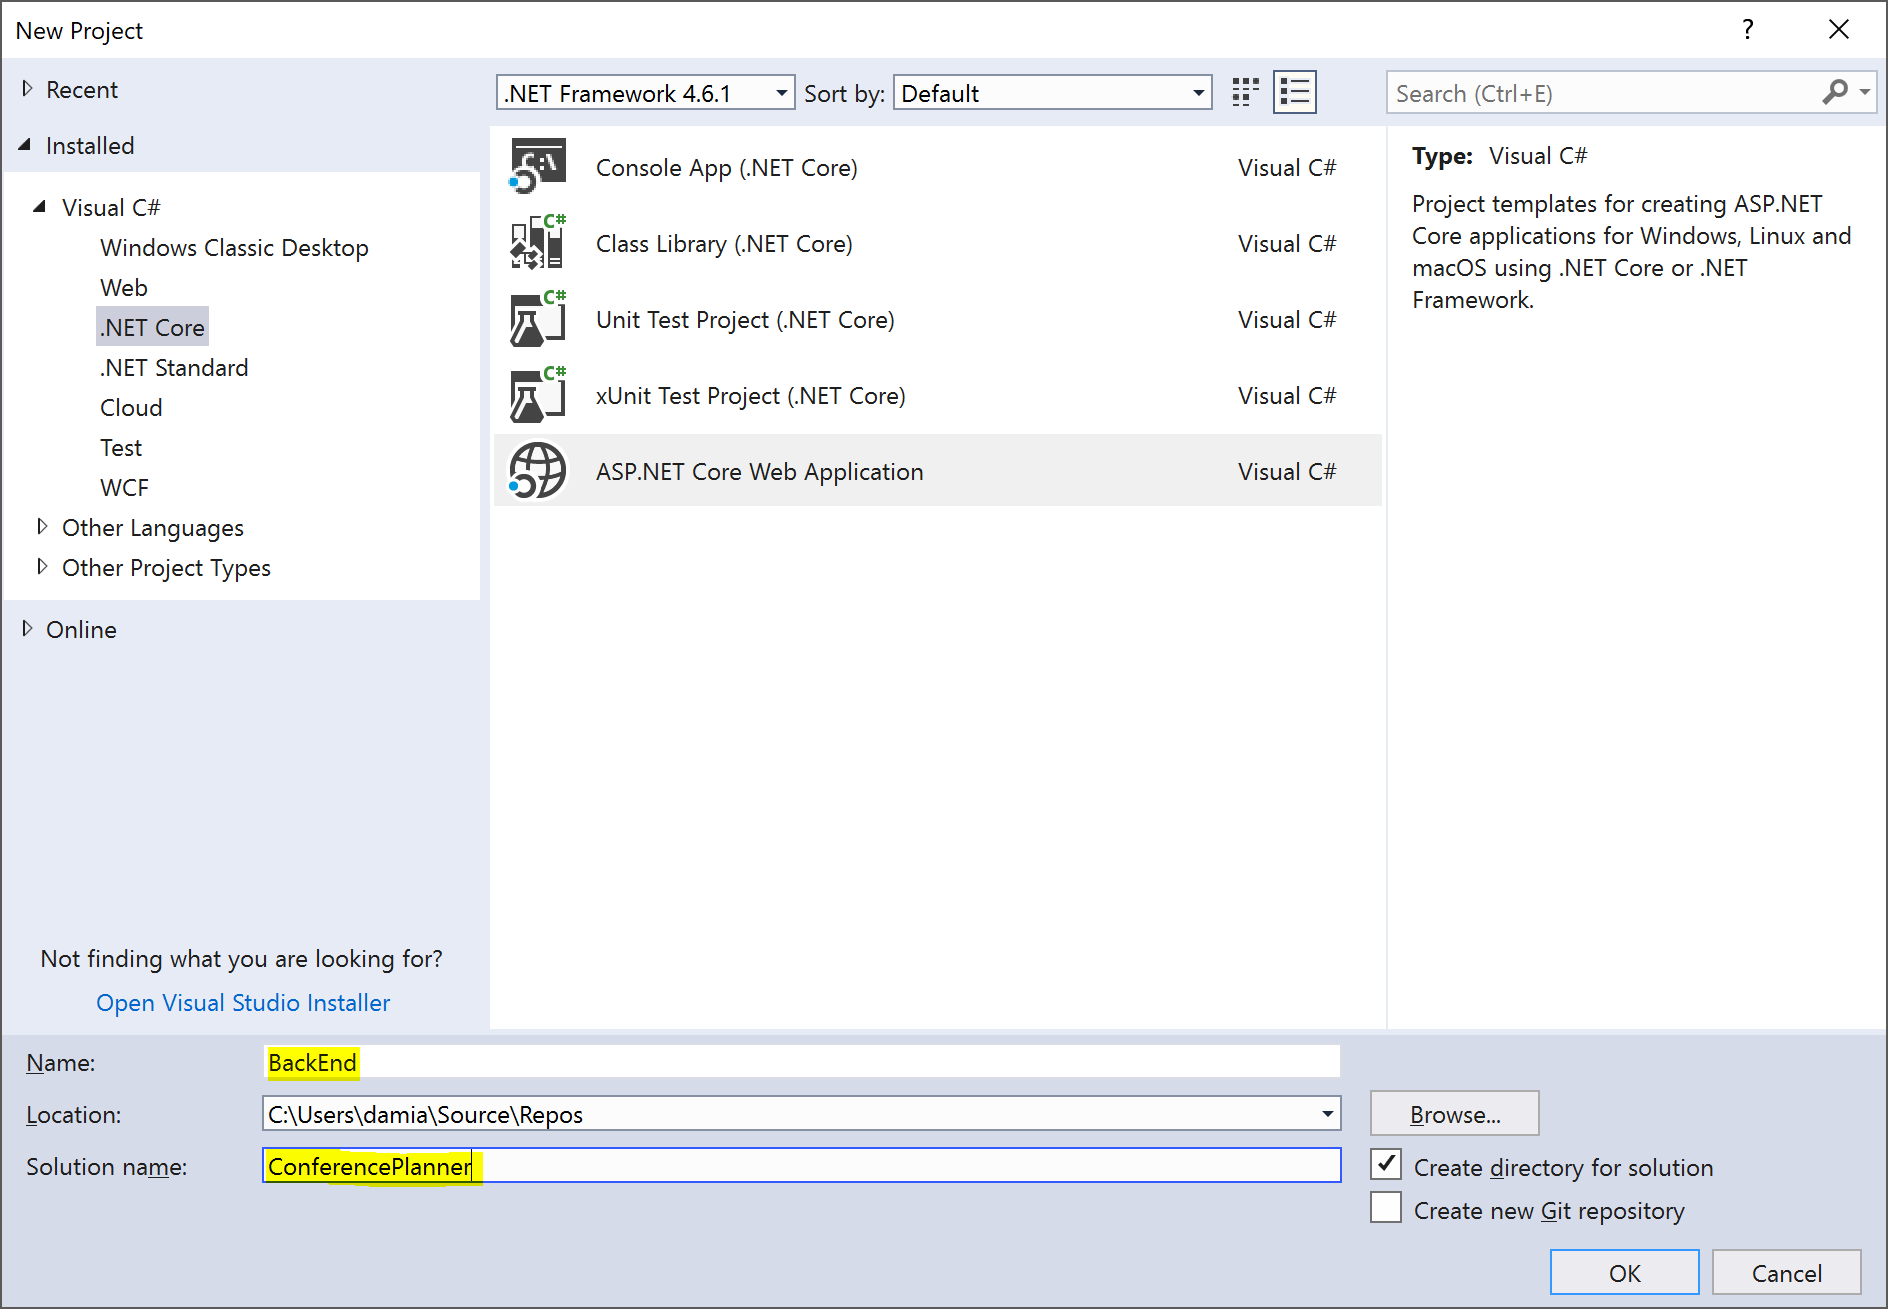 New Project
?
Recent
.NET Framework 4.6.1
Sort by:
Default
Search (Ctrl+E)
Installed
Visual C#
Windows Classic Desktop
Web
.NET Core
.NET Standard
Cloud
Test
WCF
Other Languages
Other Project Types
Online
Not finding what you are looking for?
Open Visual Studio Installer
C:\
Console App (.NET Core)
Visual C#
C#
Class Library (.NET Core)
Visual C#
C#
Unit Test Project (.NET Core)
Visual C#
C#
xUnit Test Project (.NET Core)
Visual C#
ASP.NET Core Web Application
Visual C#
Type: Visual C#
Project templates for creating ASP.NET
Core applications for Windows, Linux and
macOS using .NET Core or .NET
Framework.
Name:
BackEnd
Location:
C:\Users\damia\Source\Repos
Browse...
Solution name:
ConferencePlanner
Create directory for solution
Create new Git repository
OK
Cancel